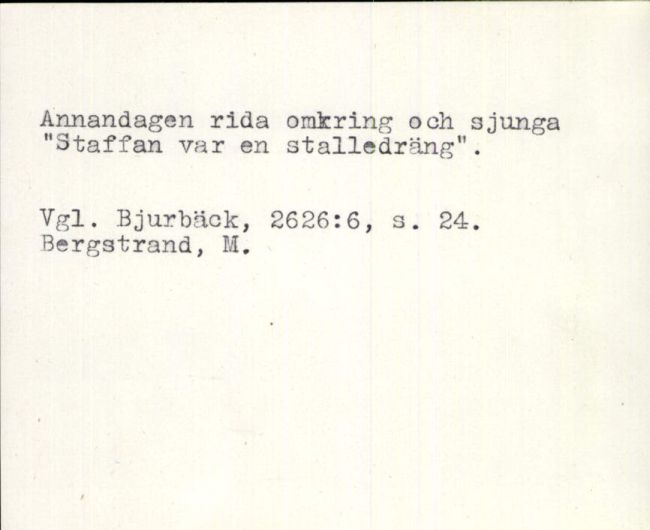 Annandagen rida omkring och sjunga
"Staffan var en stalledräng".
Vgl. Bjurbäck, 2626:6, s. 24.
Bergstrand, M.